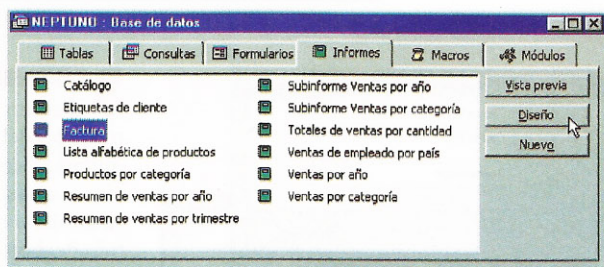 NEPTUNO : Base de datos
Tablas
Consultas
Formularios
Informes
Macros
Módulos
Catálogo
Etiquetas de cliente
Factura
Lista alfabética de productos
Productos por categoría
Resumen de ventas por año
Resumen de ventas por trimestre
Subinforme Ventas por año
Subinforme Ventas por categoría
Totales de ventas por cantidad
Ventas de empleado por país
Ventas por año
Ventas por categoría
Vista previa
Diseño
Nuevo